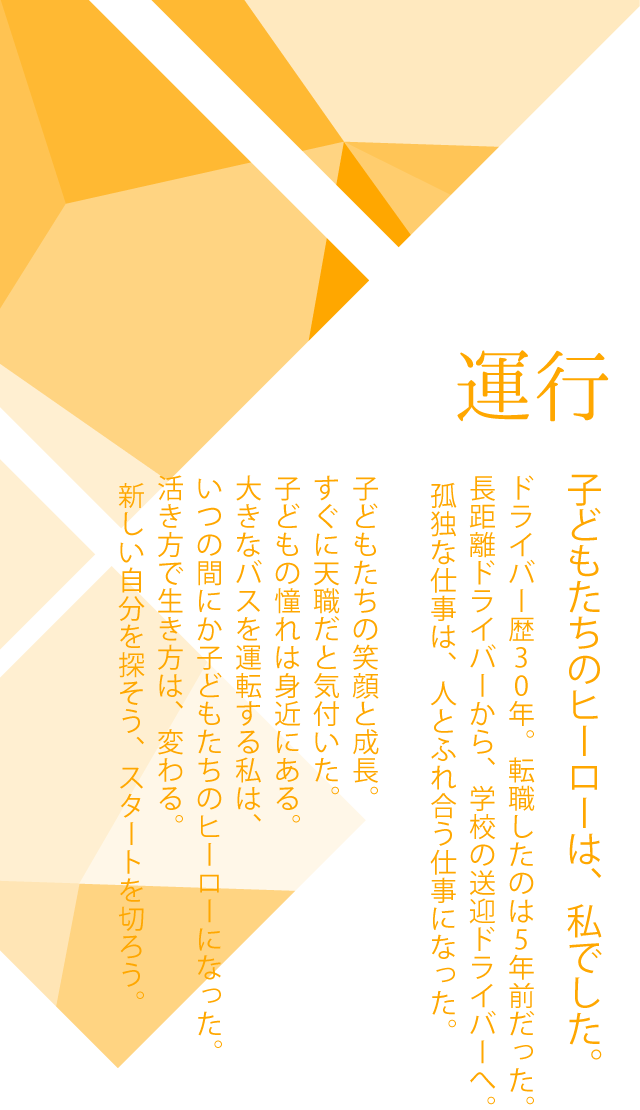 運行
子どもたちのヒーローは、私でした。
ドライバー歴30年。転職したのは5年前だった。
長距離ドライバーから、学校の送迎ドライバーへ。
孤独な仕事は、人とふれ合う仕事になった。
子どもたちの笑顔と成長。
すぐに天職だと気付いた。
子どもの憧れは身近にある。
大きなバスを運転する私は、
いつの間にか子どもたちのヒーローになった。
活き方で生き方は、変わる。
新しい自分を探そう、スタートを切ろう。